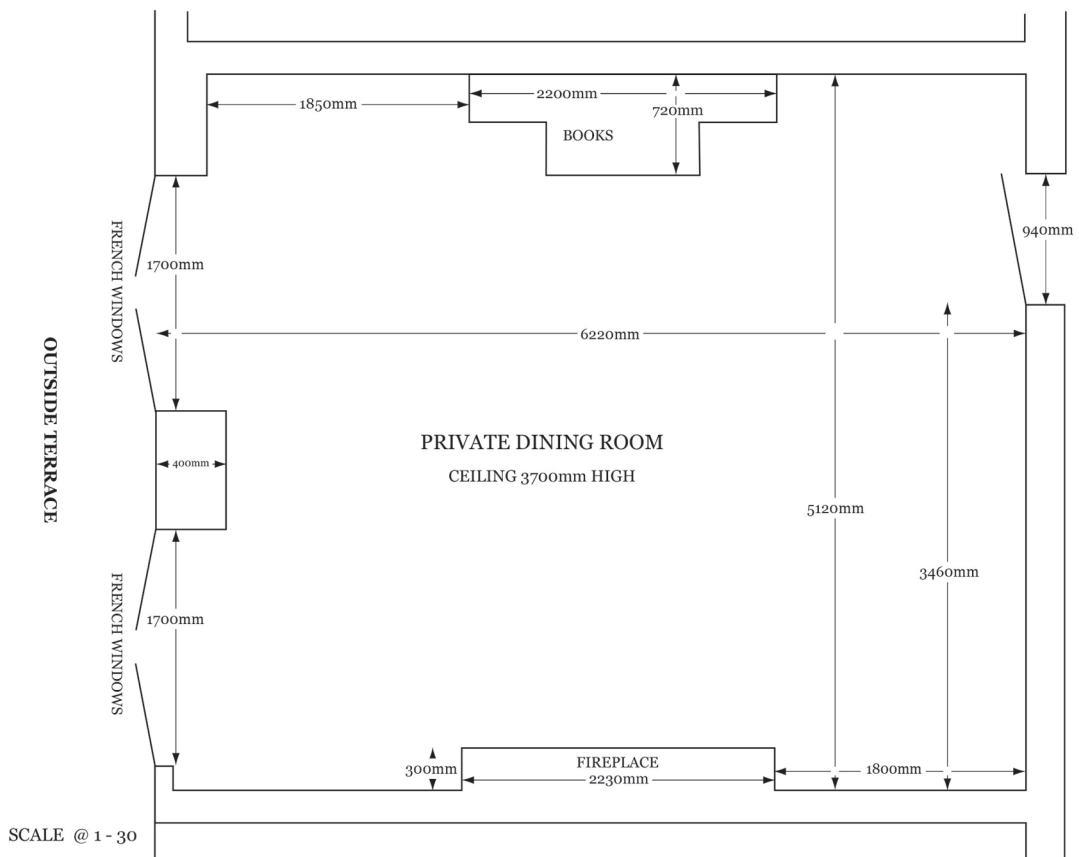 1850mm
2200mm
720mm
BOOKS
FRENCH WINDOWS
1700mm
940mm
6220mm
OUTSIDE TERRACE
PRIVATE DINING ROOM
CEILING 3700mm HIGH
400mm
5120mm
3460mm
FRENCH WINDOWS
1700mm
300mm
FIREPLACE
2230mm
1800mm
SCALE @ 1 - 30